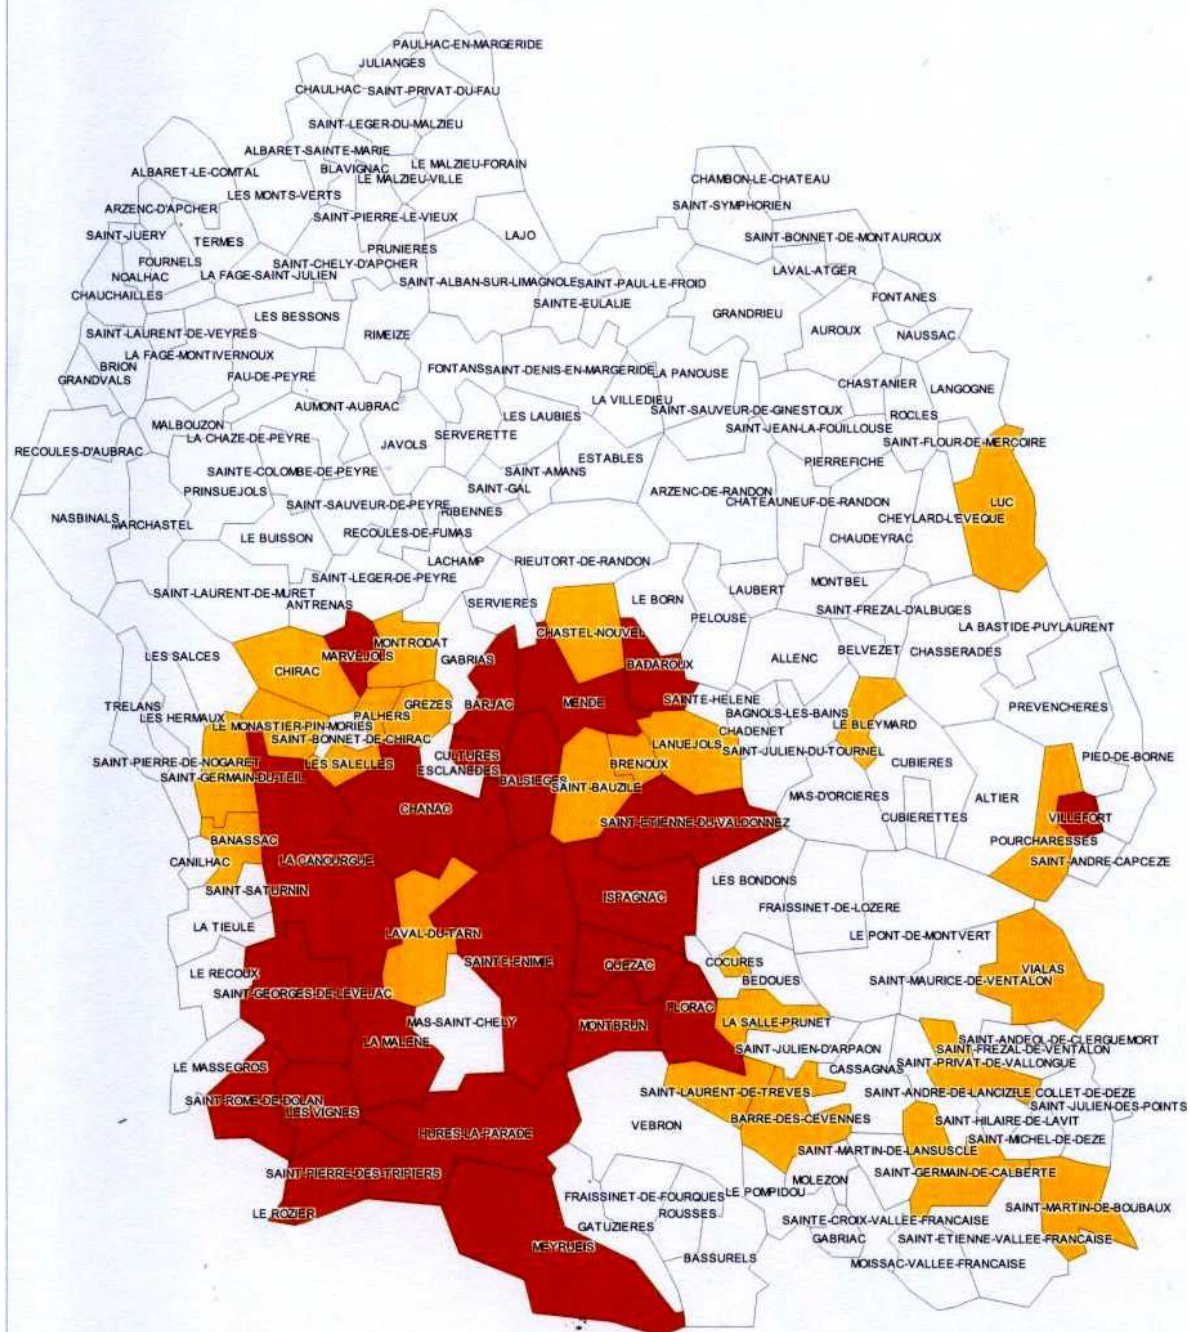 PAULHAC-EN-MARGERIDE
JULIANGES
CHAULHAC
SAINT-PRIVAT-DU-FAU
SAINT-LEGER-DU-MALZIEU
ALBARET-SAINTE-MARIE
BLAVIGNAC
LE MALZIEU-FORAIN
ALBARET-LE-COMTAL
LE MALZIEU-VILLE
CHAMBON-LE-CHATEAU
LES MONTS-VERTS
SAINT-SYMPHORIEN
ARZENC-D'APCHER
SAINT-PIERRE-LE-VIEUX
SAINT-JUERY
TERMES
LAJO
SAINT-BONNET-DE-MONTAUROUX
PRUNIERES
FOURNELS
SAINT-CHELY-D'APCHER
NOALHAC
LA FAGE-SAINT-JULIEN
LAVAL-ATGER
SAINT-ALBAN-SUR-LIMAGNOLE
SAINT-PAUL-LE-FROID
CHAUCHAILLES
FONTANES
SAINTE-EULALIE
LES BESSONS
GRANDRIEU
SAINT-LAURENT-DE-VEYRES
RIMEIZE
AUROUX
NAUSSAC
LA FAGE-MONTIVERNOUX
BRION
FONTANS
SAINT-DENIS-EN-MARGERIDE
LA PANOUSE
GRANDVALS
FAU-DE-PEYRE
CHASTANIER
LANGOGNE
LA VILLEDIEU
AUMONT-AUBRAC
SAINT-SAUVEUR-DE-GINESTOUX
LES LAUBIES
ROCLES
MALBOUZON
SAINT-JEAN-LA-FOUILLOUSE
LA CHAZE-DE-PEYRE
SERVERETTE
JAVOLS
SAINT-FLOUR-DE-MERCOIRE
RECOULES-D'AUBRAC
ESTABLES
PIERREFICHE
SAINTE-COLOMBE-DE-PEYRE
SAINT-AMANS
PRINSUEJOLS
SAINT-GAL
ARZENC-DE-RANDON
SAINT-SAUVEUR-DE-PEYRE
CHATEAUNEUF-DE-RANDON
LUC
RIBENNES
NASBINALS
MARCHASTEL
CHEYLARD-L'EVEQUE
RECOULES-DE-FUMAS
LE BUISSON
CHAUDEYRAC
LACHAMP
RIEUTORT-DE-RANDON
SAINT-LEGER-DE-PEYRE
MONTBEL
SAINT-LAURENT-DE-MURET
LAUBERT
LE BORN
ANTRENAS
SERVIERES
SAINT-FREZAL-D'ALBUGES
PELOUSE
LA BASTIDE-PUYLAURENT
CHASTEL-NOUVEL
MONTRODAT
BELVEZET
CHASSERADES
LES SALCES
MARVEJOLS
GABRIAS
ALLENC
CHIRAC
BADAROUX
SAINTE-HELENE
TRELANS
GREZES
BARJAC
MENDE
PREVENCHERES
LES HERMAUX
PALHERS
BAGNOLS-LES-BAINS
LE MONASTIER-PIN-MORIES
LE BLEYMARD
CHADENET
SAINT-BONNET-DE-CHIRAC
LANUEJOLS
SAINT-JULIEN-DU-TOURNEL
CULTURES
PIED-DE-BORNE
SAINT-PIERRE-DE-NOGARET
LES SALELLES
BRENOUX
CUBIERES
ESCLANEDES
SAINT-GERMAIN-DU-TEIL
BALSIEGES
SAINT-BAUZILE
MAS-D'ORCIERES
ALTIER
CHANAC
CUBIERETTES
VILLEFORT
SAINT-ETIENNE-DU-VALDONNEZ
BANASSAC
POURCHARESSES
CANILHAC
LA CANOURGUE
SAINT-ANDRE-CAPCEZE
LES BONDONS
SAINT-SATURNIN
ISPAGNAC
FRAISSINET-DE-LOZERE
LA TIEULE
LAVAL-DU-TARN
LE PONT-DE-MONTVERT
SAINTE-ENIMIE
QUEZAC
COCURES
LE RECOUX
VIALAS
BEDOUES
SAINT-MAURICE-DE-VENTALON
SAINT-GEORGES-DE-LEVEJAC
FLORAC
MAS-SAINT-CHELY
MONTBRUN
LA SALLE-PRUNET
LA MALENE
SAINT-ANDEOL-DE-CLERGUEMORT
SAINT-JULIEN-D'ARPAON
SAINT-FREZAL-DE-VENTALON
SAINT-PRIVAT-DE-VALLONGUE
LE MASSEGROS
CASSAGNAS
SAINT-LAURENT-DE-TREVES
SAINT-ANDRE-DE-LANCIZE
LE COLLET-DE-DEZE
SAINT-ROME-DE-DOLAN
SAINT-JULIEN-DES-POINTS
LES VIGNES
BARRE-DES-CEVENNES
SAINT-HILAIRE-DE-LAVIT
VEBRON
HURES-LA-PARADE
SAINT-MICHEL-DE-DEZE
SAINT-MARTIN-DE-LANSUSCLE
SAINT-PIERRE-DES-TRIPIERS
SAINT-GERMAIN-DE-CALBERTE
MOLEZON
LE POMPIDOU
FRAISSINET-DE-FOURQUES
SAINT-MARTIN-DE-BOUBAUX
LE ROZIER
ROUSSES
SAINTE-CROIX-VALLEE-FRANCAISE
GATUZIERES
GABRIAC
SAINT-ETIENNE-VALLEE-FRANCAISE
MEYRUEIS
BASSURELS
MOISSAC-VALLEE-FRANCAISE